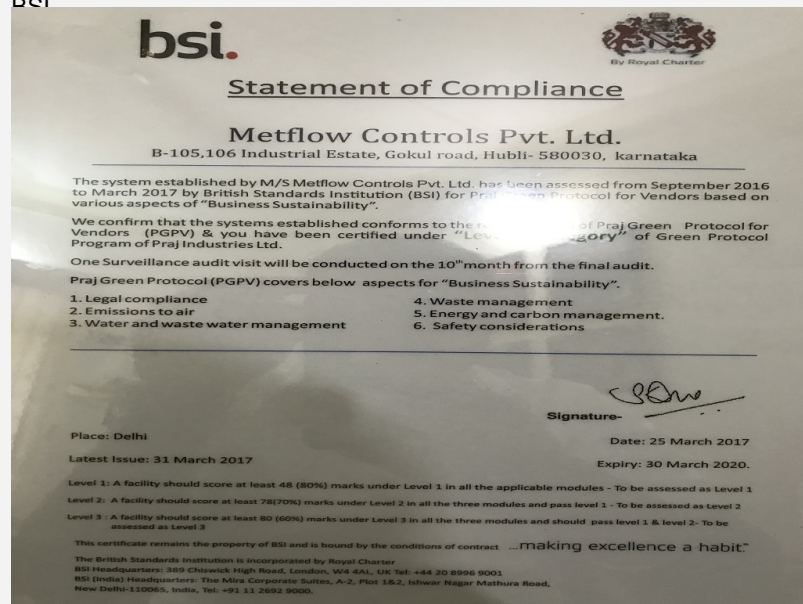 BSI
bsi.
By Royal Charter
Statement of Compliance
Metflow Controls Pvt. Ltd.
B-105,106 Industrial Estate, Gokul road, Hubli- 580030, karnataka
The system established by M/S Metflow Controls Pvt. Ltd. has been assessed from September 2016
to March 2017 by British Standards Institution (BSI) for Praj Green Protocol for Vendors based on
various aspects of “Business Sustainability”.
We confirm that the systems established conforms to the of Praj Green Protocol for
Vendors (PGPV) & you have been certified under of Green Protocol
Program of Praj Industries Ltd.
One Surveillance audit visit will be conducted on the 10th month from the final audit.
Praj Green Protocol (PGPV) covers below aspects for “Business Sustainability”.
1. Legal compliance
2. Emissions to air
3. Water and waste water management
4. Waste management
5. Energy and carbon management.
6. Safety considerations
Signature-
Place: Delhi
Date: 25 March 2017
Latest Issue: 31 March 2017
Expiry: 30 March 2020.
Level 1: A facility should score at least 48 (80%) marks under Level 1 in all the applicable modules - To be assessed as Level 1
Level 2: A facility should score at least 78(70%) marks under Level 2 in all the three modules and pass level 1 - To be assessed as Level 2
Level 3 : A facility should score at least 80 (60%) marks under Level 3 in all the three modules and should pass level 1 & level 2- To be
assessed as Level 3
This certificate remains the property of BSI and is bound by the conditions of contract ...making excellence a habit.”
The British Standards Institution is incorporated by Royal Charter
BSI Headquarters: 389 Chiswick High Road, London, W4 4AL, UK Tel: +44 20 8996 9001
BSI (India) Headquarters: The Mira Corporate Suites, A-2, Plot 1&2, Ishwar Nagar Mathura Road,
New Delhi-110065, India, Tel: +91 11 2692 9000.